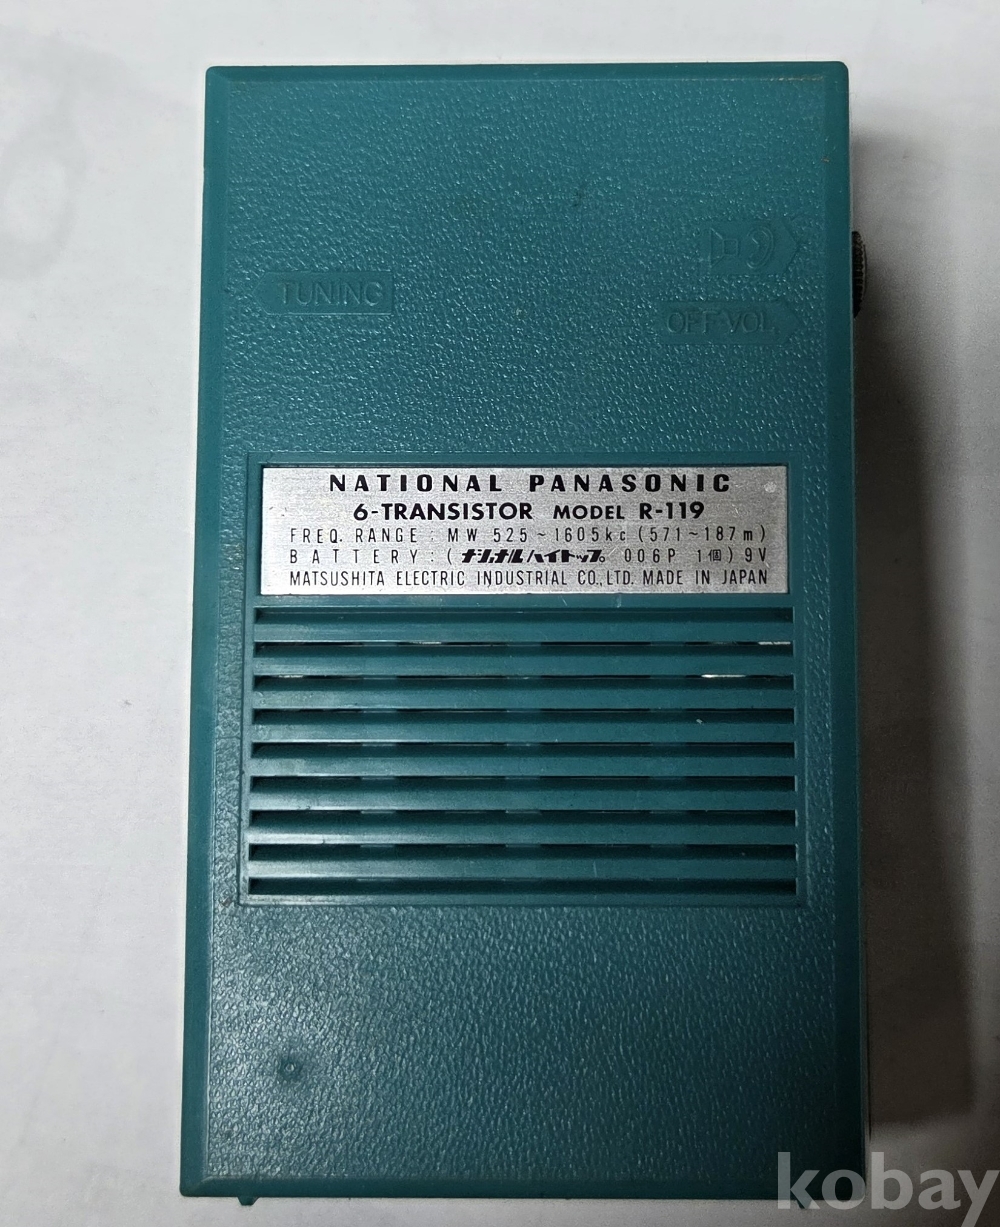 TUNING
OFF-VOL
NATIONAL PANASONIC
6-TRANSISTOR MODEL R-119
FREQ. RANGE : MW 525~1605kc (571~187m)
BATTERY : (ナショナルハイトップ 006P 1個) 9V
MATSUSHITA ELECTRIC INDUSTRIAL CO.,LTD. MADE IN JAPAN
kobay